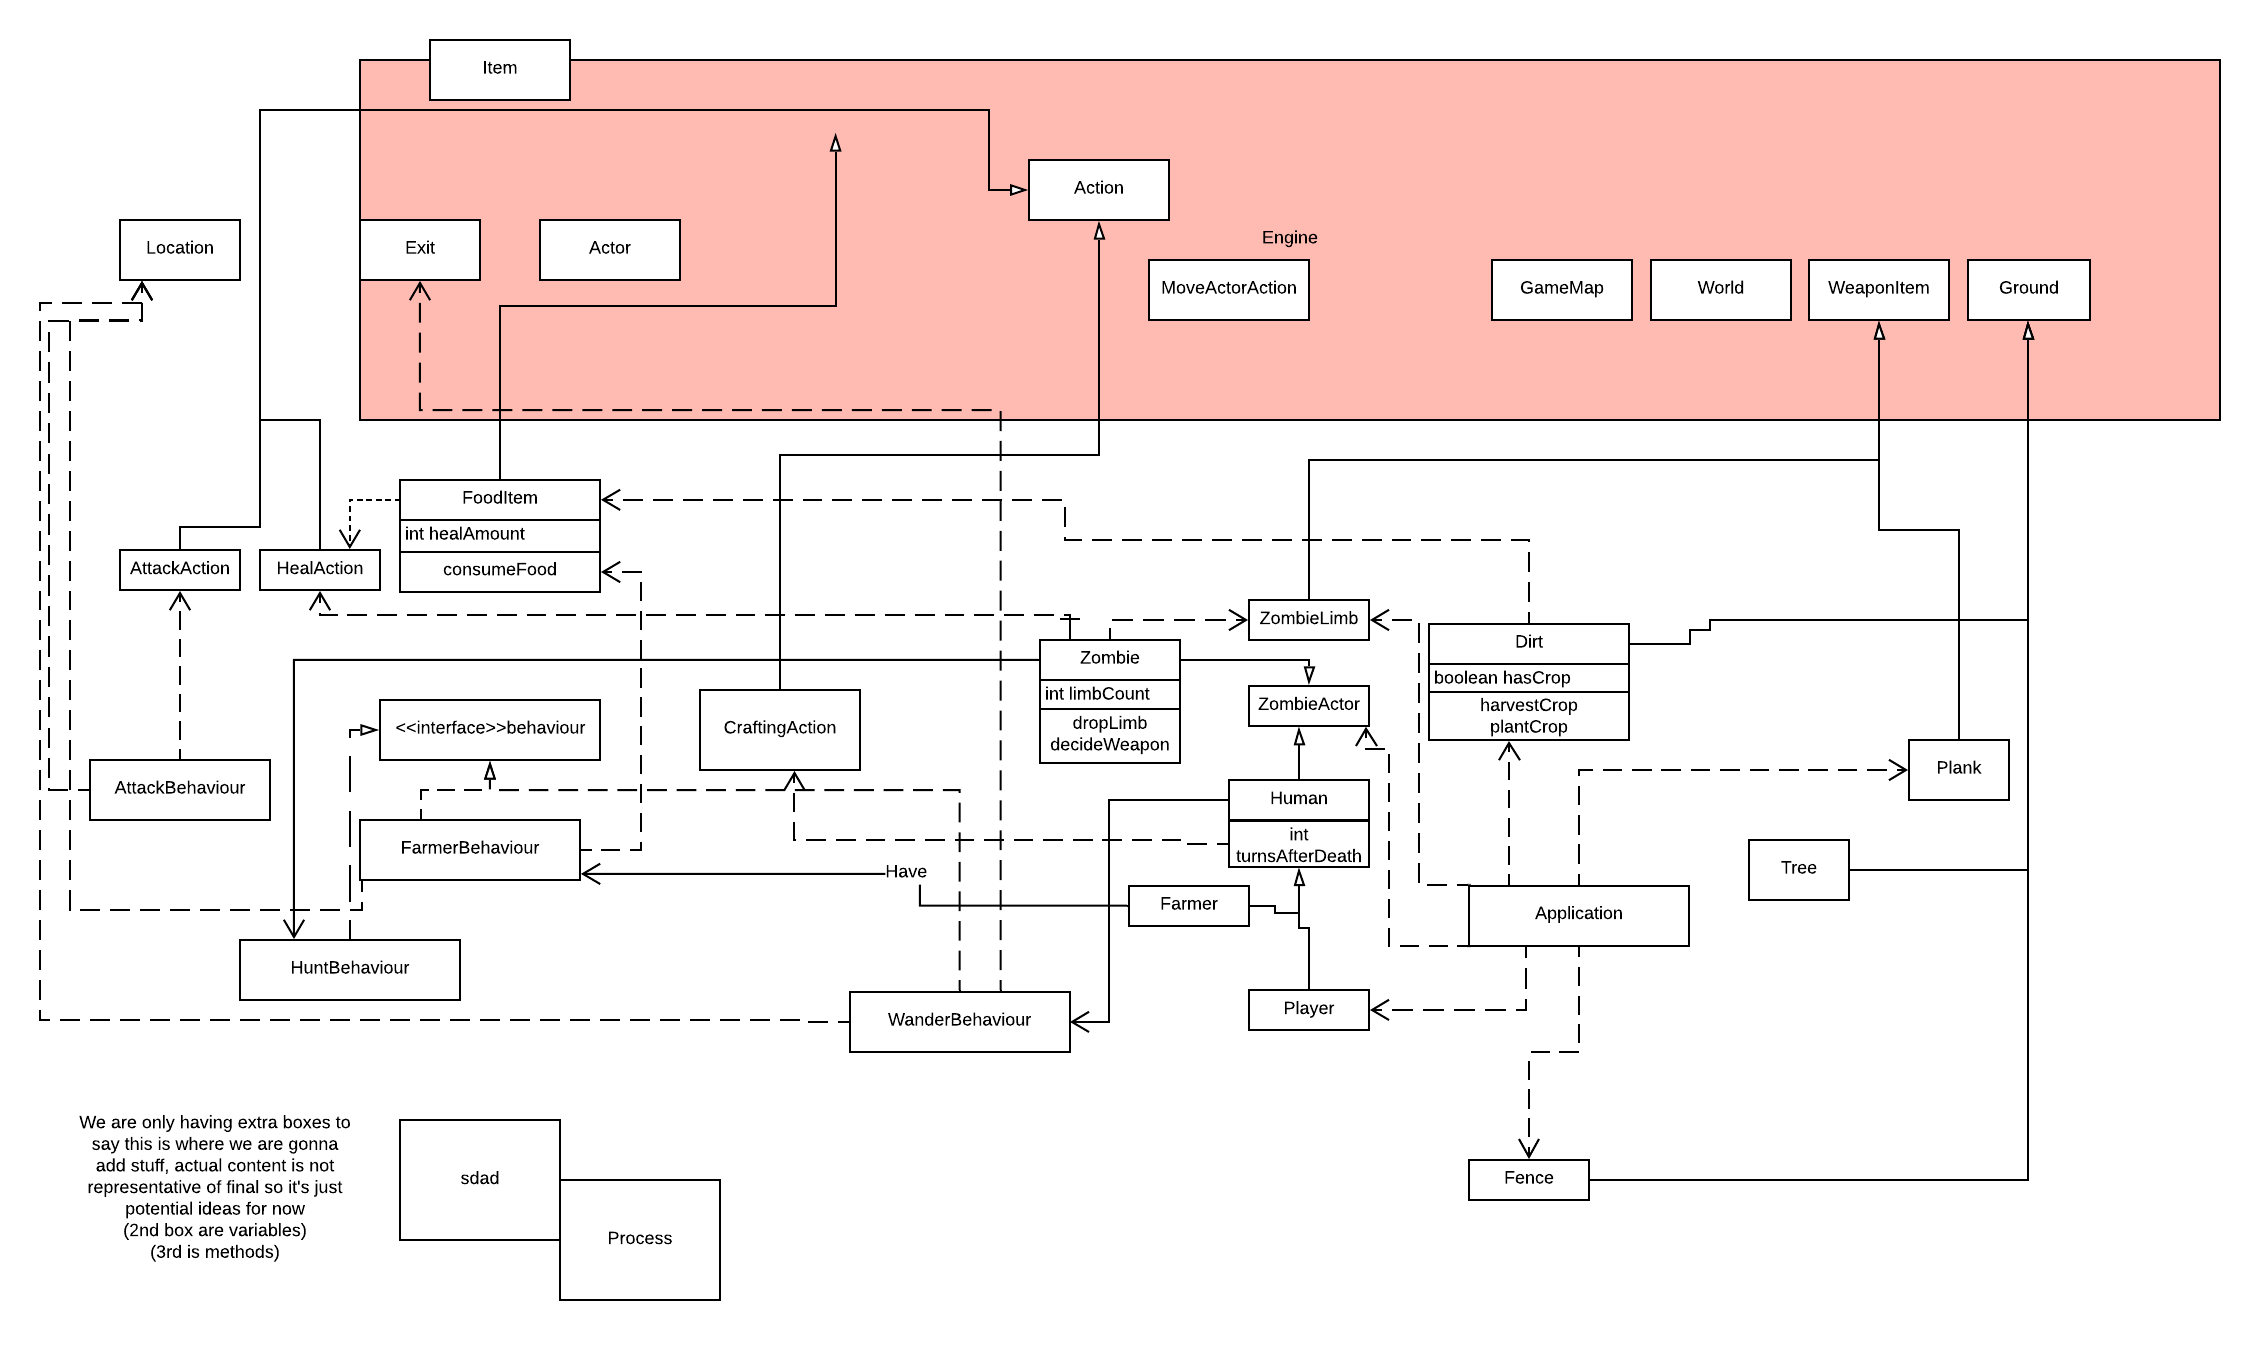 Item
Action
Engine
Location
Exit
Actor
MoveActorAction
GameMap
World
WeaponItem
Ground
FoodItem
int healAmount
consumeFood
AttackAction
HealAction
ZombieLimb
Zombie
int limbCount
dropLimb
decideWeapon
ZombieActor
Dirt
boolean hasCrop
harvestCrop
plantCrop
<<interface>>behaviour
CraftingAction
AttackBehaviour
Plank
Human
int
turnsAfterDeath
FarmerBehaviour
Have
Farmer
Tree
Application
HuntBehaviour
WanderBehaviour
Player
We are only having extra boxes to
say this is where we are gonna
add stuff, actual content is not
representative of final so it's just
potential ideas for now
(2nd box are variables)
(3rd is methods)
sdad
Process
Fence